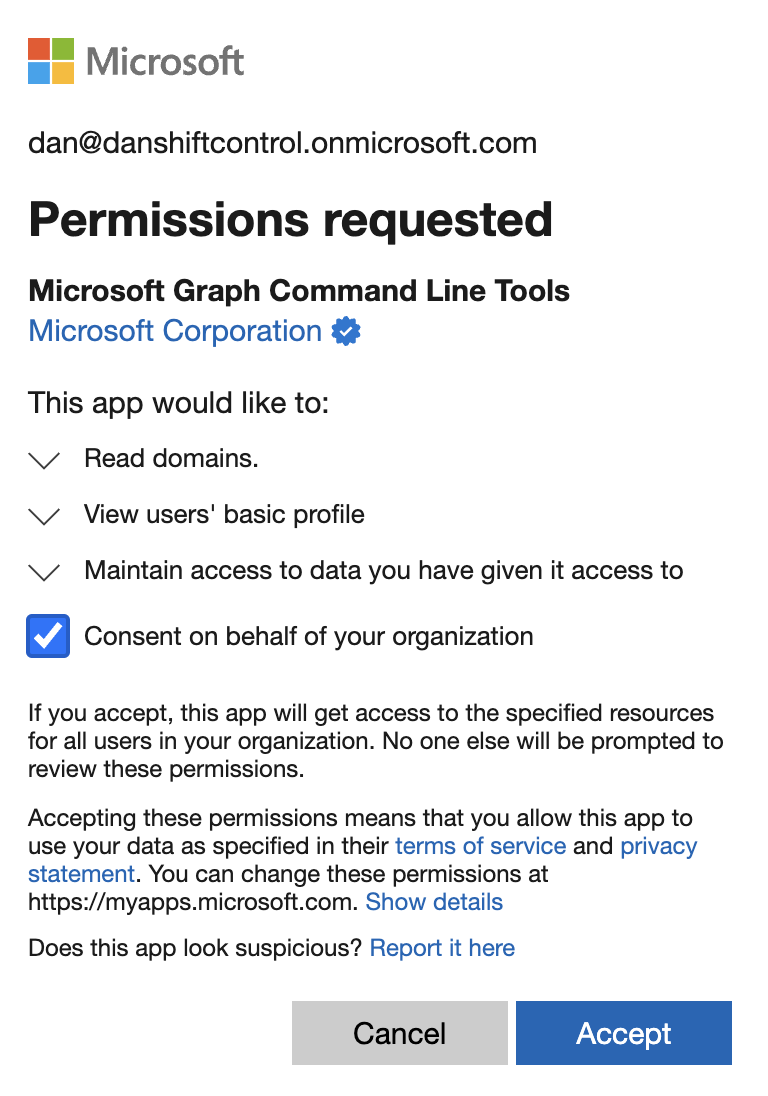 Microsoft
dan@danshiftcontrol.onmicrosoft.com
Permissions requested
Microsoft Graph Command Line Tools
Microsoft Corporation
This app would like to:
Read domains.
View users' basic profile
Maintain access to data you have given it access to
Consent on behalf of your organization
If you accept, this app will get access to the specified resources
for all users in your organization. No one else will be prompted to
review these permissions.
Accepting these permissions means that you allow this app to
use your data as specified in their terms of service and privacy
statement. You can change these permissions at
https://myapps.microsoft.com. Show details
Does this app look suspicious? Report it here
Cancel
Accept